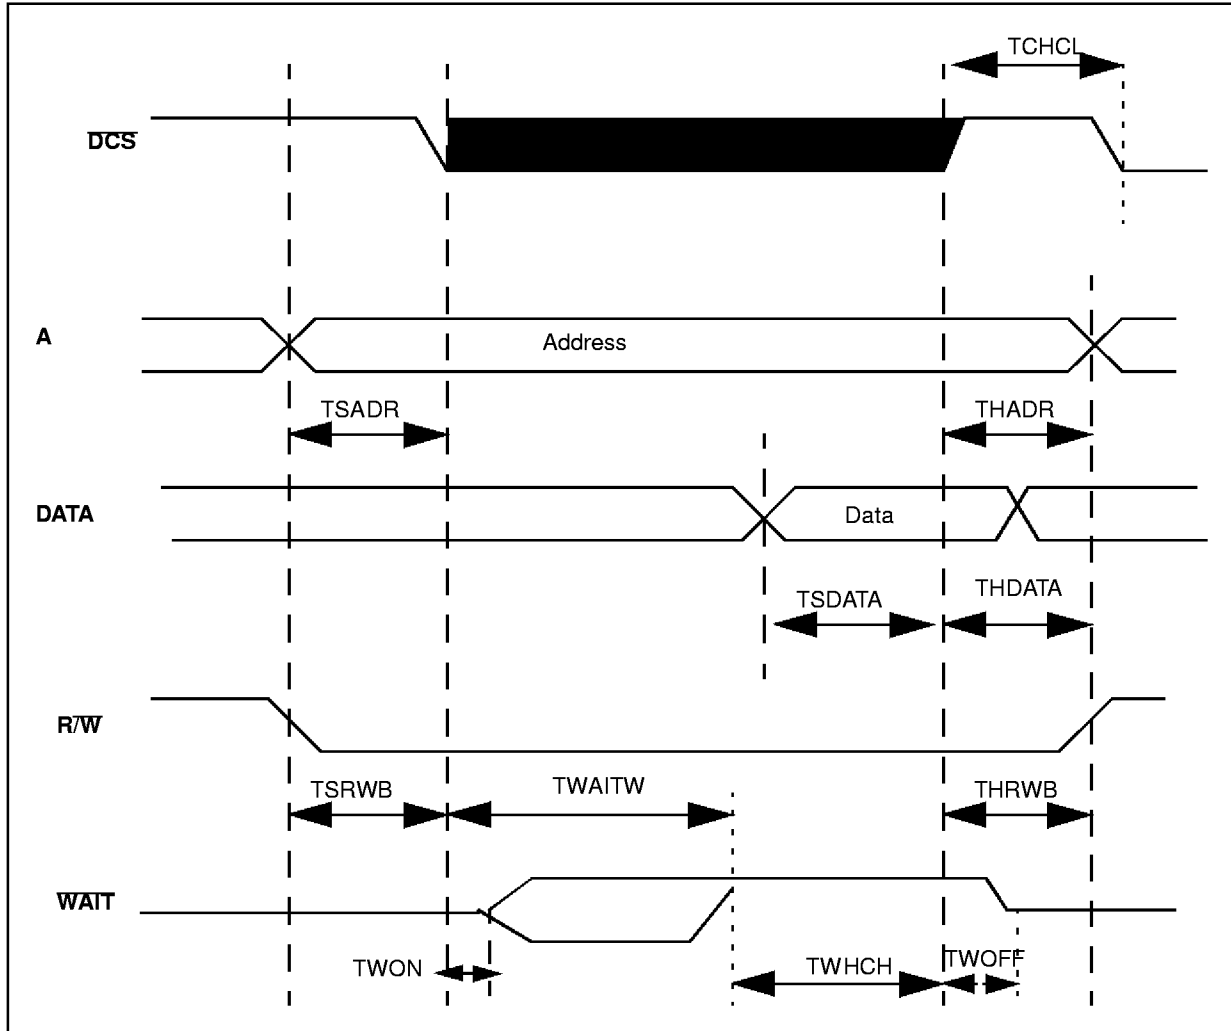 TCHCL
DCS
A
Address
TSADR
THADR
DATA
Data
TSDATA
THDATA
R/W
TSRWB
TWAITW
THRWB
WAIT
TWON
TWHCH
TWOFF